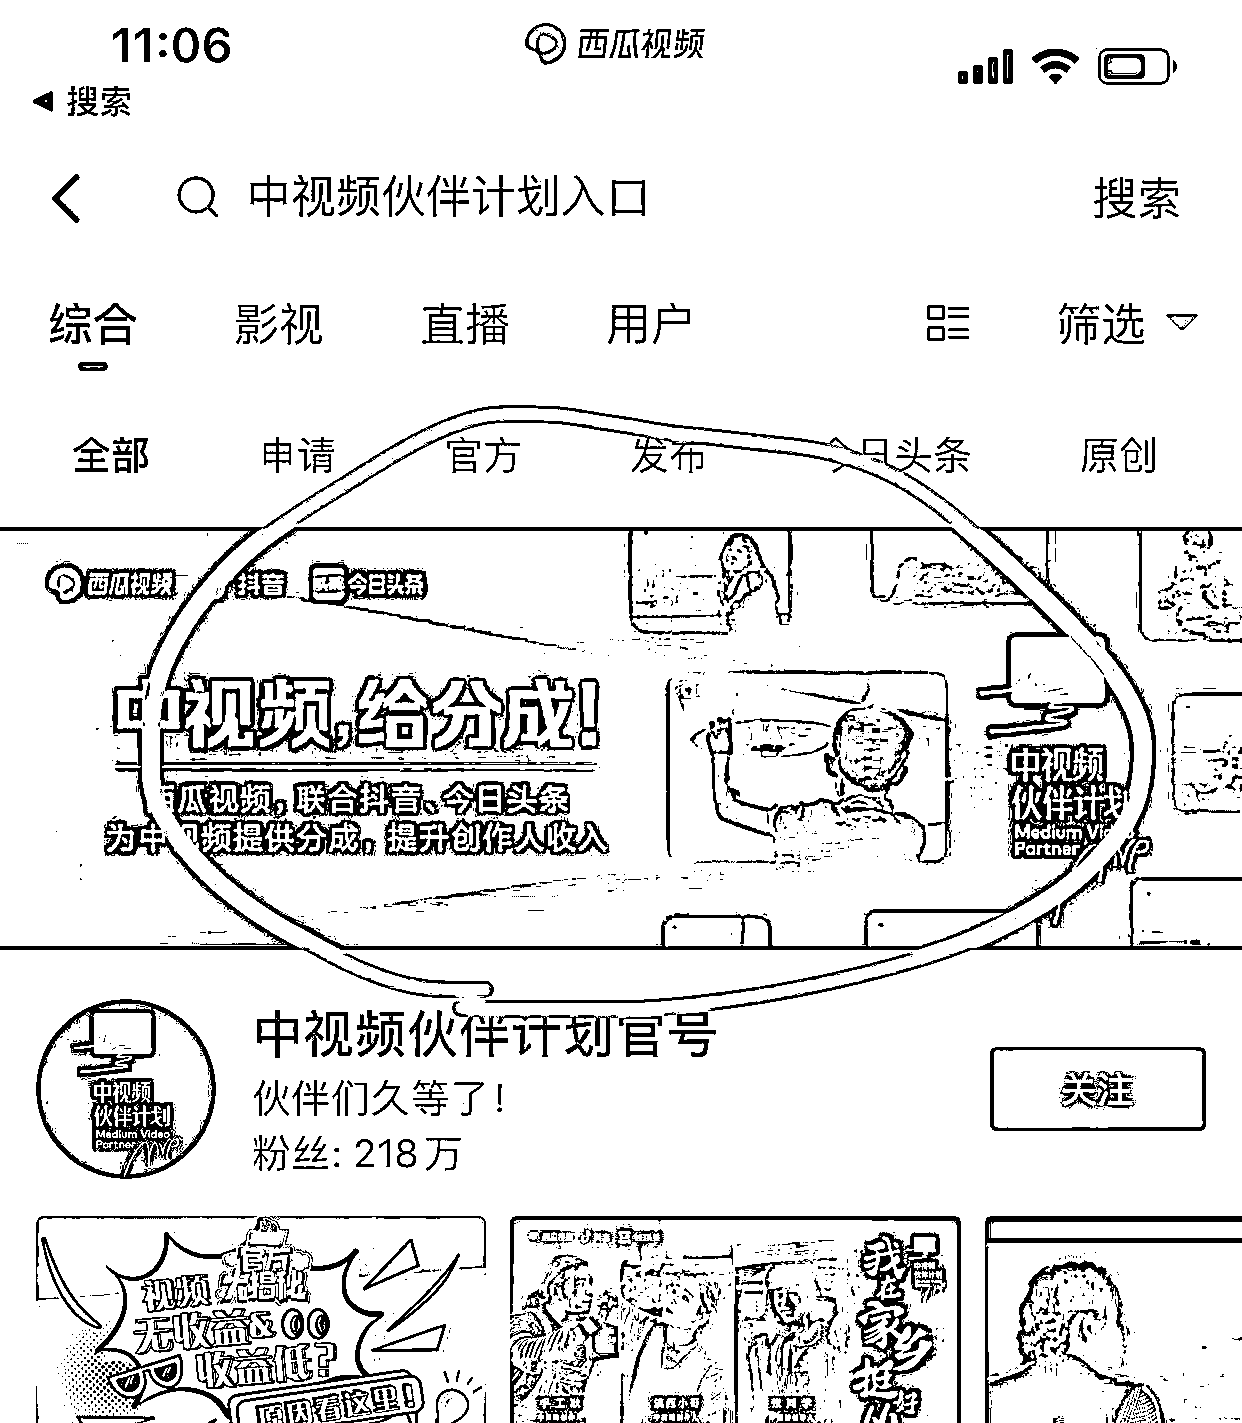 11:06
西瓜视频
搜索
中视频伙伴计划入口
搜索
综合 影视 直播 用户 筛选
全部 申请 官方 发布 今日头条 原创
西瓜视频 抖音 今日头条
中视频,给分成!
西瓜视频,联合抖音、今日头条
为中视频提供分成,提升创作人收入
中视频
伙伴计划
Medium Video
Partner
中视频伙伴计划官号
伙伴们久等了!
粉丝: 218万
关注
中视频
伙伴计划
Medium Video
Partner
官方
大揭秘
视频
无收益&
收益低?
原因看这里!
我在家乡挺好